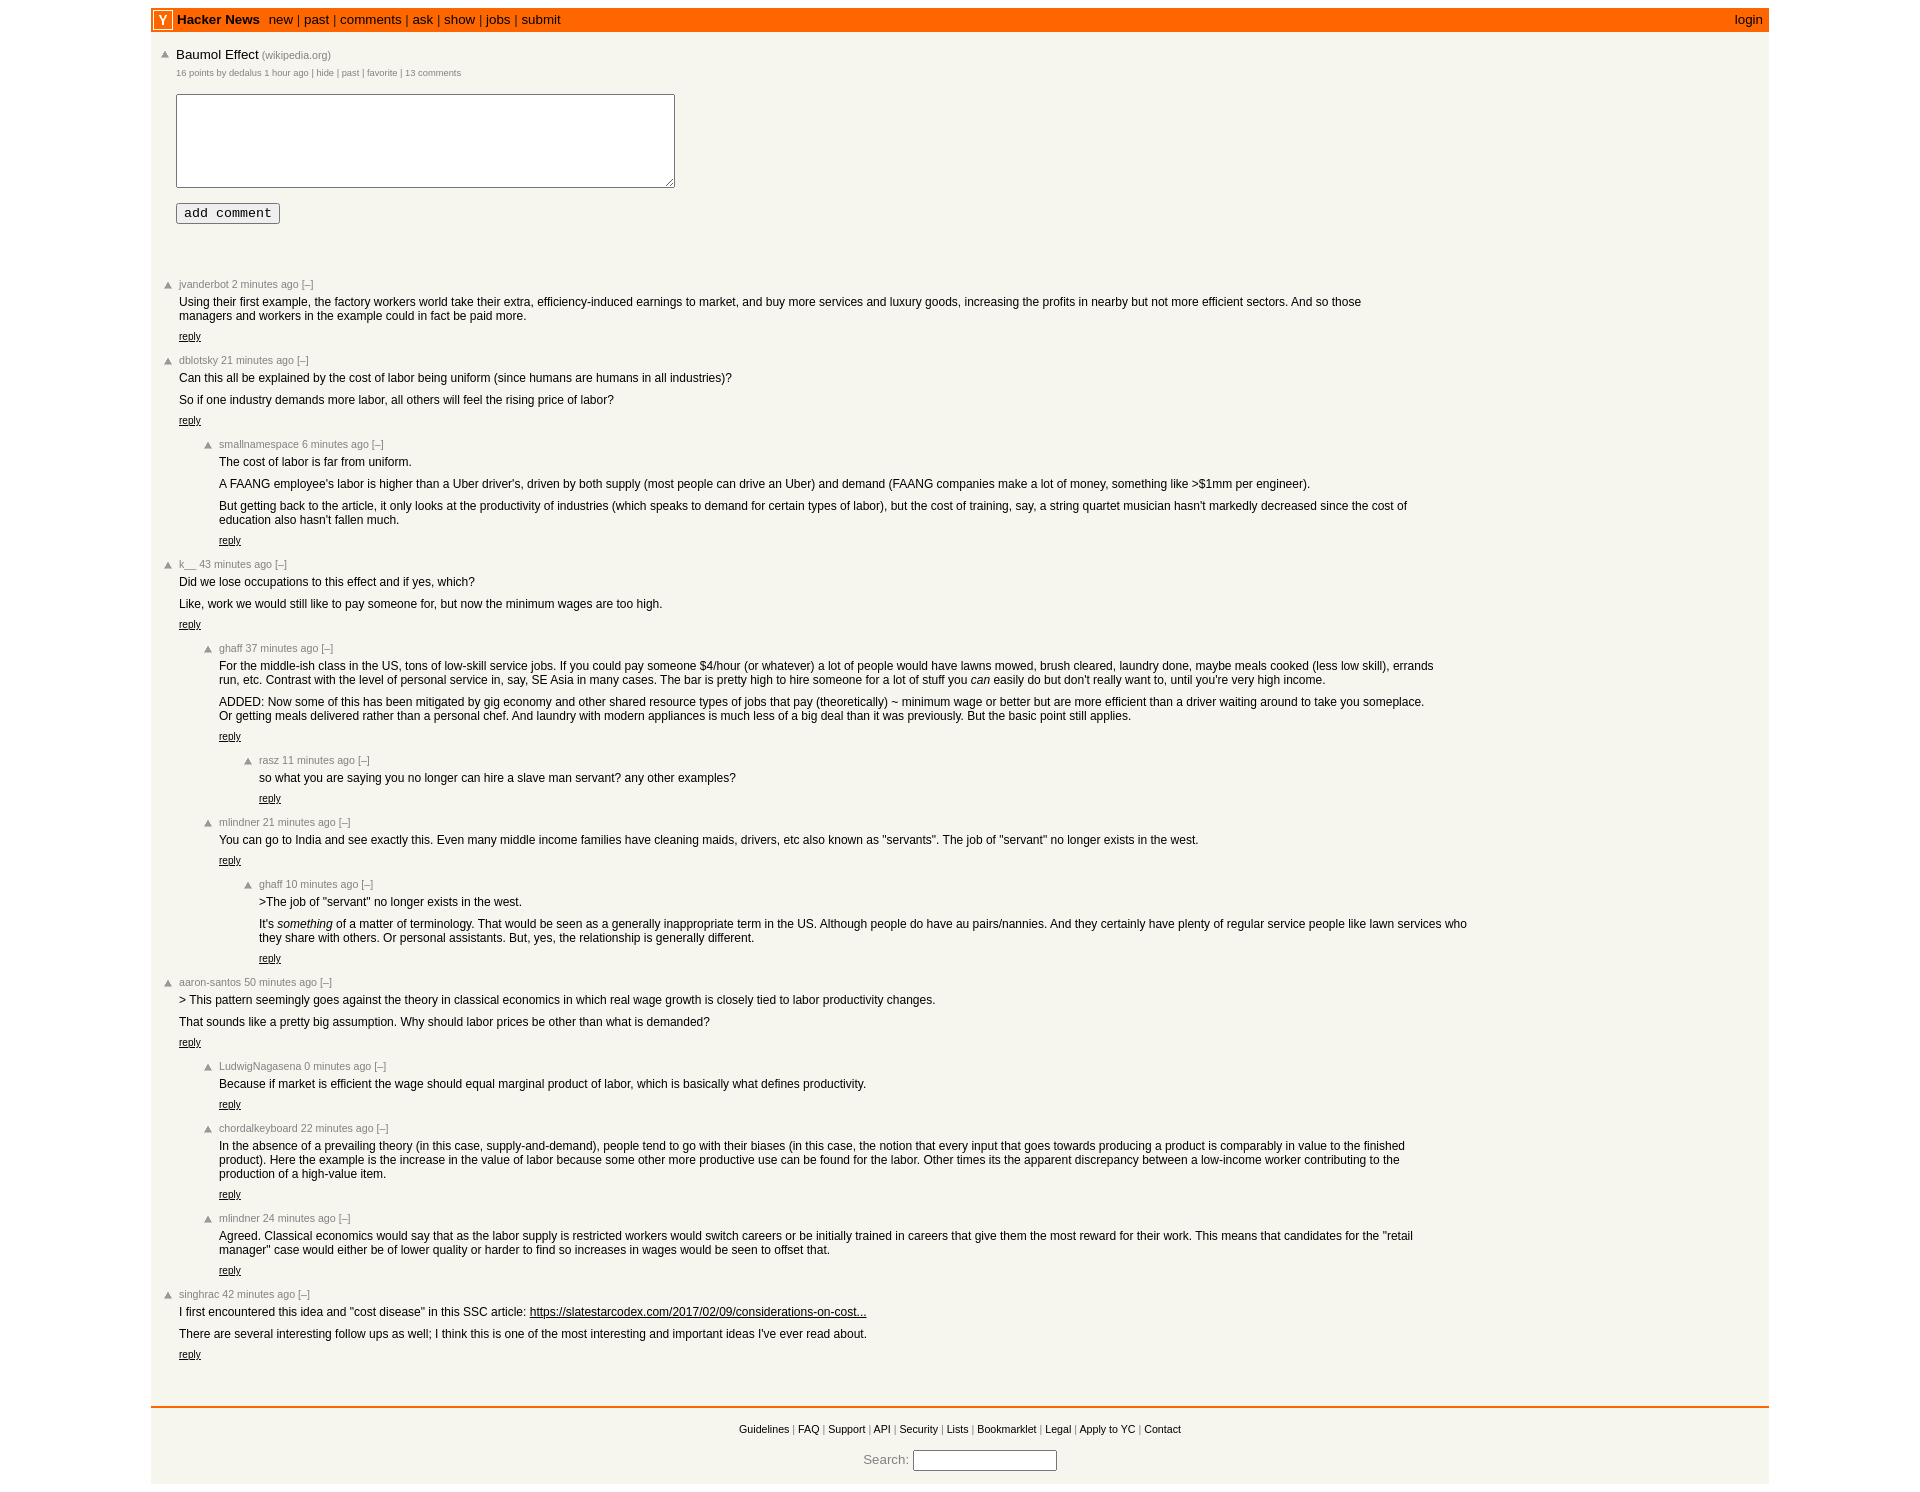 Y Hacker News new | past | comments | ask | show | jobs | submit login
Baumol Effect (wikipedia.org)
16 points by dedalus 1 hour ago | hide | past | favorite | 13 comments
add comment
jvanderbot 2 minutes ago [–]
Using their first example, the factory workers world take their extra, efficiency-induced earnings to market, and buy more services and luxury goods, increasing the profits in nearby but not more efficient sectors. And so those
managers and workers in the example could in fact be paid more.
reply
dblotsky 21 minutes ago [–]
Can this all be explained by the cost of labor being uniform (since humans are humans in all industries)?
So if one industry demands more labor, all others will feel the rising price of labor?
reply
smallnamespace 6 minutes ago [–]
The cost of labor is far from uniform.
A FAANG employee's labor is higher than a Uber driver's, driven by both supply (most people can drive an Uber) and demand (FAANG companies make a lot of money, something like >$1mm per engineer).
But getting back to the article, it only looks at the productivity of industries (which speaks to demand for certain types of labor), but the cost of training, say, a string quartet musician hasn't markedly decreased since the cost of
education also hasn't fallen much.
reply
k__ 43 minutes ago [–]
Did we lose occupations to this effect and if yes, which?
Like, work we would still like to pay someone for, but now the minimum wages are too high.
reply
ghaff 37 minutes ago [–]
For the middle-ish class in the US, tons of low-skill service jobs. If you could pay someone $4/hour (or whatever) a lot of people would have lawns mowed, brush cleared, laundry done, maybe meals cooked (less low skill), errands
run, etc. Contrast with the level of personal service in, say, SE Asia in many cases. The bar is pretty high to hire someone for a lot of stuff you can easily do but don't really want to, until you're very high income.
ADDED: Now some of this has been mitigated by gig economy and other shared resource types of jobs that pay (theoretically) ~ minimum wage or better but are more efficient than a driver waiting around to take you someplace.
Or getting meals delivered rather than a personal chef. And laundry with modern appliances is much less of a big deal than it was previously. But the basic point still applies.
reply
rasz 11 minutes ago [–]
so what you are saying you no longer can hire a slave man servant? any other examples?
reply
mlindner 21 minutes ago [–]
You can go to India and see exactly this. Even many middle income families have cleaning maids, drivers, etc also known as "servants". The job of "servant" no longer exists in the west.
reply
ghaff 10 minutes ago [–]
>The job of "servant" no longer exists in the west.
It's something of a matter of terminology. That would be seen as a generally inappropriate term in the US. Although people do have au pairs/nannies. And they certainly have plenty of regular service people like lawn services who
they share with others. Or personal assistants. But, yes, the relationship is generally different.
reply
aaron-santos 50 minutes ago [–]
> This pattern seemingly goes against the theory in classical economics in which real wage growth is closely tied to labor productivity changes.
That sounds like a pretty big assumption. Why should labor prices be other than what is demanded?
reply
LudwigNagasena 0 minutes ago [–]
Because if market is efficient the wage should equal marginal product of labor, which is basically what defines productivity.
reply
chordalkeyboard 22 minutes ago [–]
In the absence of a prevailing theory (in this case, supply-and-demand), people tend to go with their biases (in this case, the notion that every input that goes towards producing a product is comparably in value to the finished
product). Here the example is the increase in the value of labor because some other more productive use can be found for the labor. Other times its the apparent discrepancy between a low-income worker contributing to the
production of a high-value item.
reply
mlindner 24 minutes ago [–]
Agreed. Classical economics would say that as the labor supply is restricted workers would switch careers or be initially trained in careers that give them the most reward for their work. This means that candidates for the "retail
manager" case would either be of lower quality or harder to find so increases in wages would be seen to offset that.
reply
singhrac 42 minutes ago [–]
I first encountered this idea and "cost disease" in this SSC article: https://slatestarcodex.com/2017/02/09/considerations-on-cost...
There are several interesting follow ups as well; I think this is one of the most interesting and important ideas I've ever read about.
reply
Guidelines | FAQ | Support | API | Security | Lists | Bookmarklet | Legal | Apply to YC | Contact
Search: